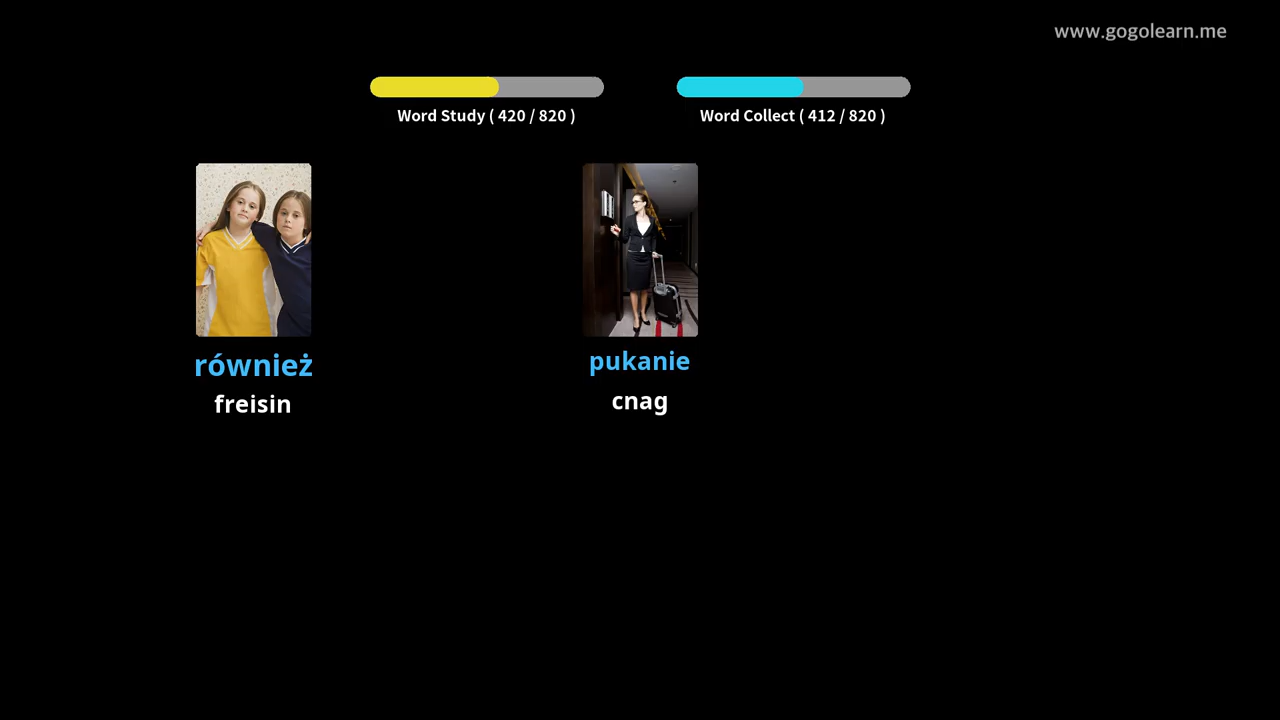 www.gogolearn.me
Word Study ( 420 / 820 )
Word Collect ( 412 / 820 )
również
freisin
pukanie
cnag